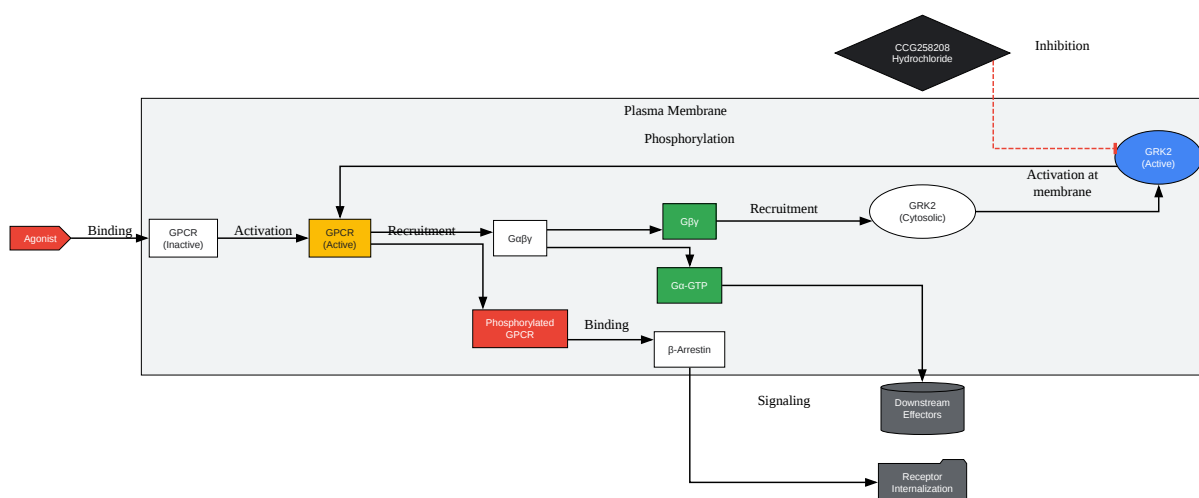 CCG258208
Hydrochloride
Inhibition
Plasma Membrane
Phosphorylation
GRK2
(Active)
Activation at
membrane
Agonist
Binding
GPCR
(Inactive)
Activation
GPCR
(Active)
Recruitment
Gαβγ
Gβγ
Recruitment
GRK2
(Cytosolic)
Gα-GTP
Phosphorylated
GPCR
Binding
β-Arrestin
Signaling
Downstream
Effectors
Receptor
Internalization